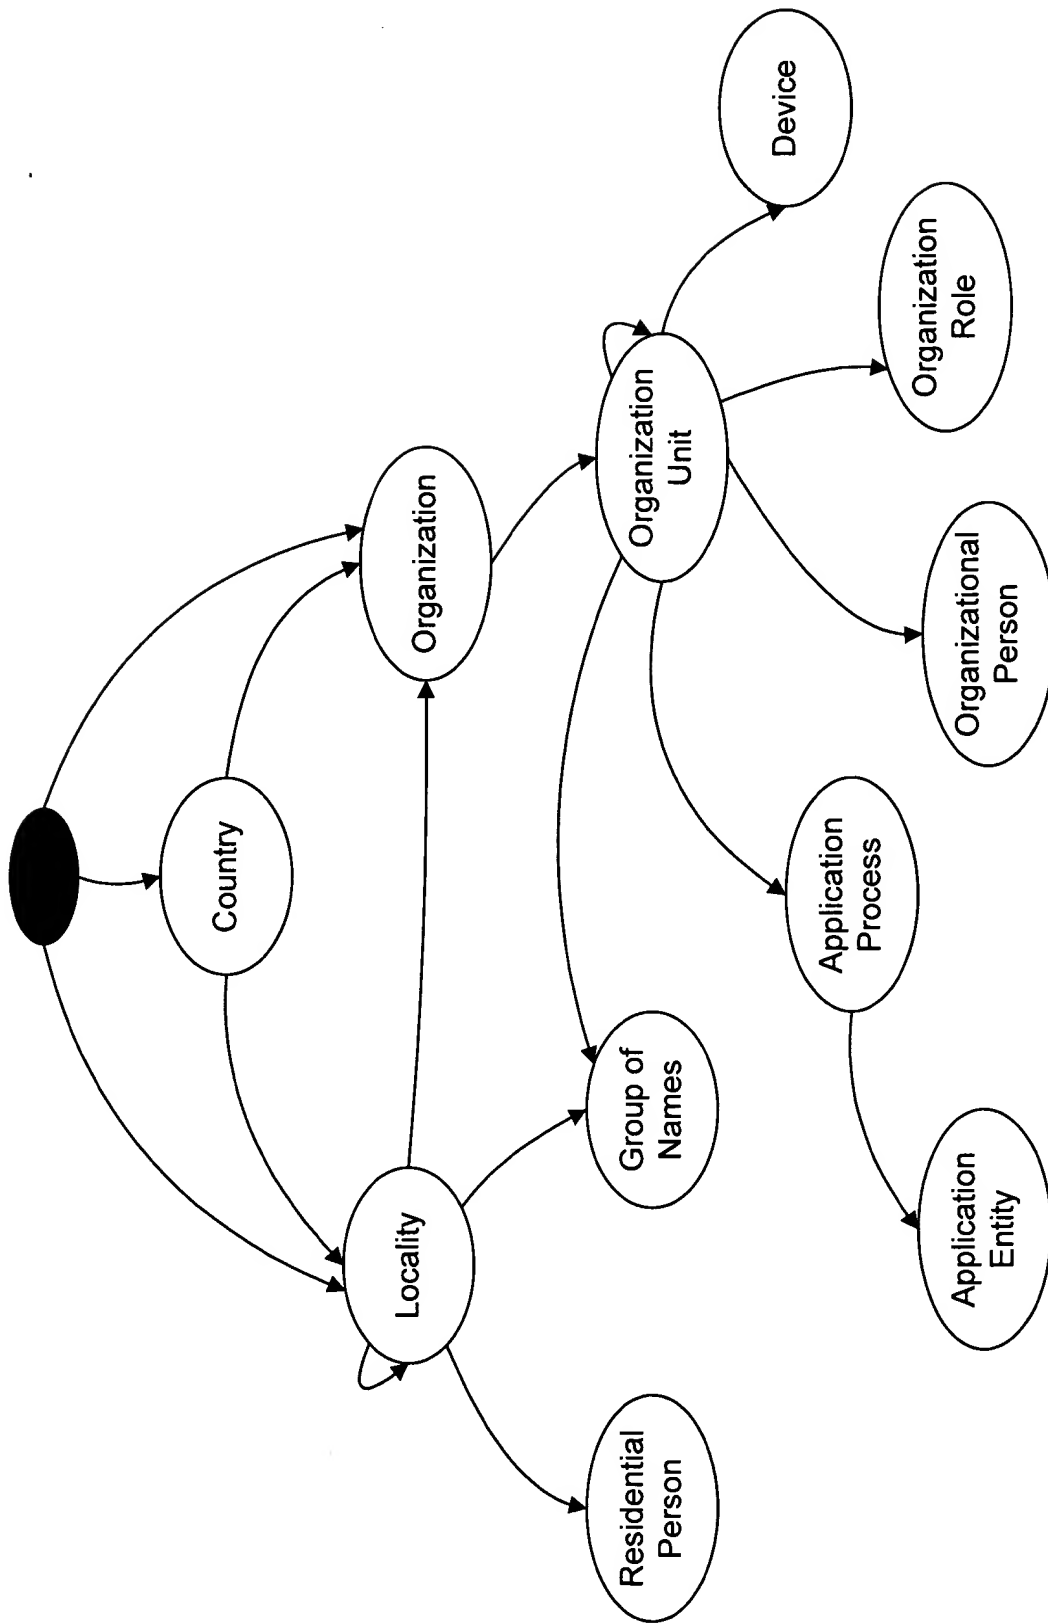 Country
Locality
Organization
Residential
Person
Group of
Names
Organization
Unit
Application
Entity
Application
Process
Organizational
Person
Organization
Role
Device